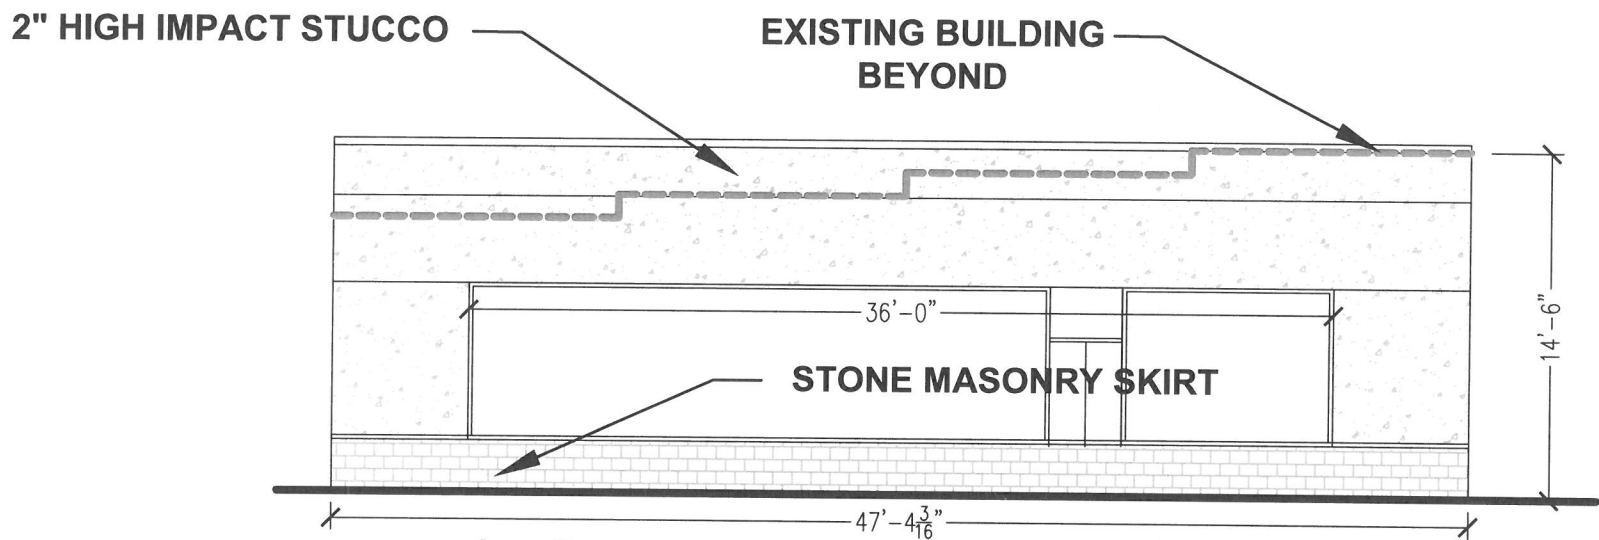 2" HIGH IMPACT STUCCO
EXISTING BUILDING
BEYOND
36'-0"
14'-6"
STONE MASONRY SKIRT
47'-4 3/16"